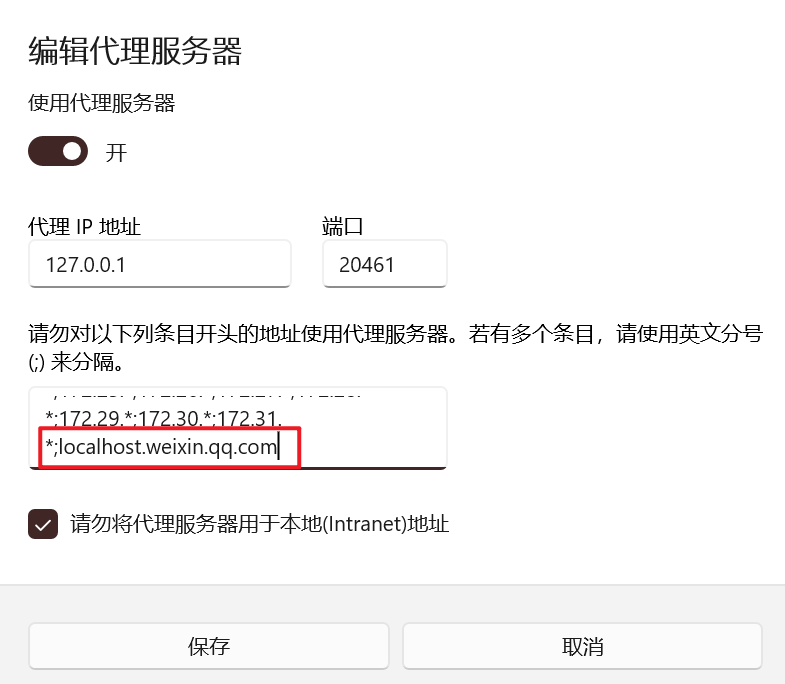 编辑代理服务器
使用代理服务器
开
代理 IP 地址
端口
127.0.0.1
20461
请勿对以下列条目开头的地址使用代理服务器。若有多个条目，请使用英文分号
(;) 来分隔。
*;172.29.*;172.30.*;172.31.
*;localhost.weixin.qq.com
请勿将代理服务器用于本地(Intranet)地址
保存
取消